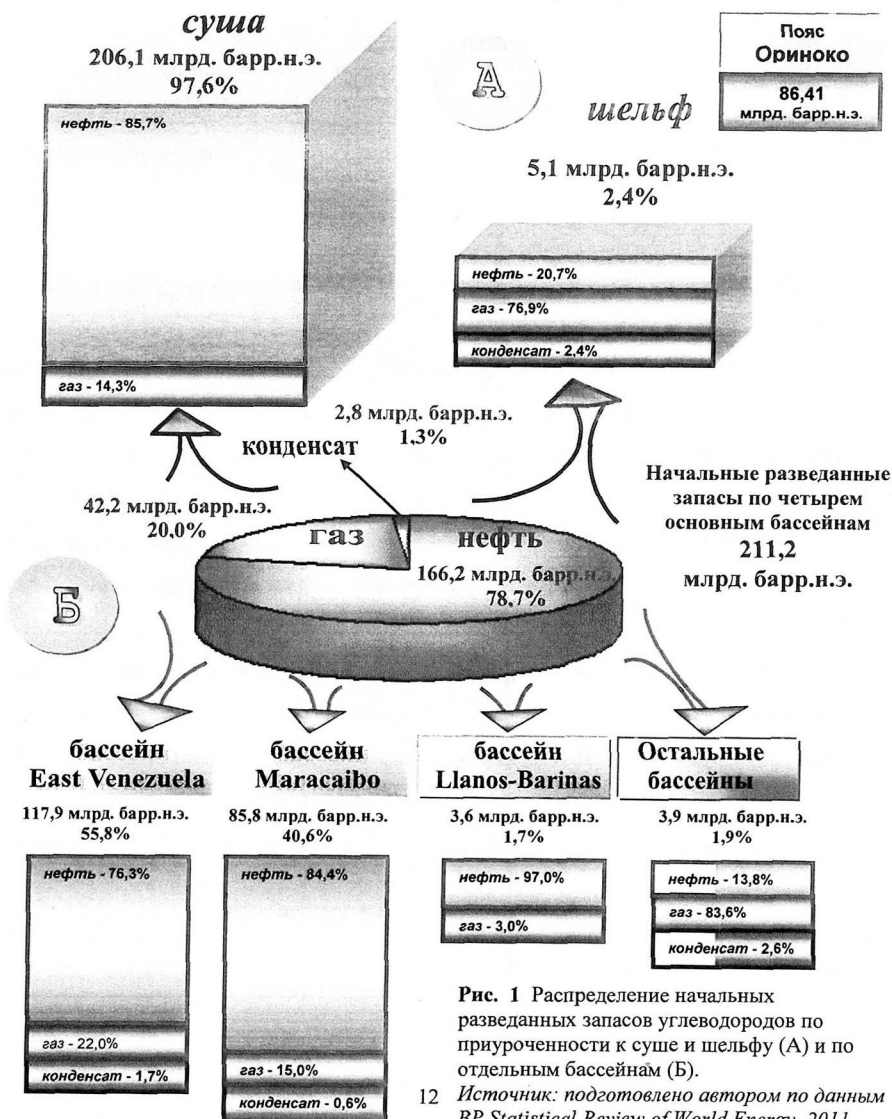 суша
206,1 млрд. барр.н.э.
97,6%
нефть - 85,7%
газ - 14,3%
А
шельф
Пояс
Ориноко
86,41
млрд. барр.н.э.
5,1 млрд. барр.н.э.
2,4%
нефть - 20,7%
газ - 76,9%
конденсат - 2,4%
2,8 млрд. барр.н.э.
1,3%
конденсат
42,2 млрд. барр.н.э.
20,0%
газ
нефть
166,2 млрд. барр.н.э.
78,7%
Начальные разведанные
запасы по четырем
основным бассейнам
211,2
млрд. барр.н.э.
Б
бассейн
East Venezuela
117,9 млрд. барр.н.э.
55,8%
нефть - 76,3%
газ - 22,0%
конденсат - 1,7%
бассейн
Maracaibo
85,8 млрд. барр.н.э.
40,6%
нефть - 84,4%
газ - 15,0%
конденсат - 0,6%
бассейн
Llanos-Barinas
3,6 млрд. барр.н.э.
1,7%
нефть - 97,0%
газ - 3,0%
Остальные
бассейны
3,9 млрд. барр.н.э.
1,9%
нефть - 13,8%
газ - 83,6%
конденсат - 2,6%
Рис. 1 Распределение начальных
разведанных запасов углеводородов по
приуроченности к суше и шельфу (А) и по
отдельным бассейнам (Б).
12 Источник: подготовлено автором по данным
BP Statistical Review of World Energy, 2011